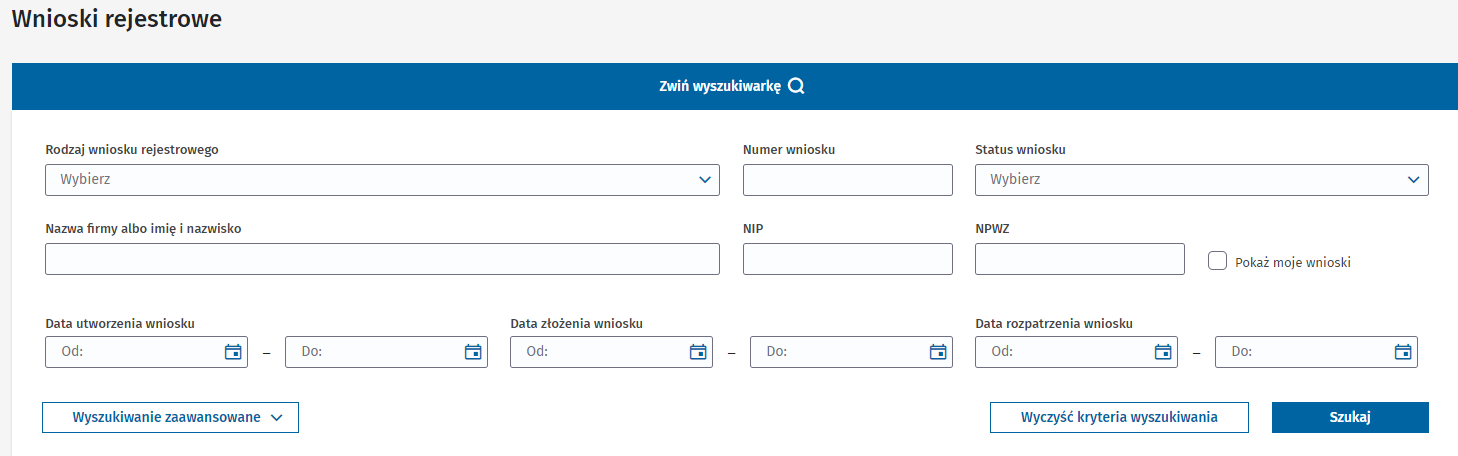 Wnioski rejestrowe
Zwiń wyszukiwarkę
Rodzaj wniosku rejestrowego Numer wniosku Status wniosku
Wybierz Wybierz
Nazwa firmy albo imię i nazwisko NIP NPWZ
Pokaż moje wnioski
Data utworzenia wniosku Data złożenia wniosku Data rozpatrzenia wniosku
Od: – Do: Od: – Do: Od: – Do:
Wyszukiwanie zaawansowane Wyczyść kryteria wyszukiwania Szukaj